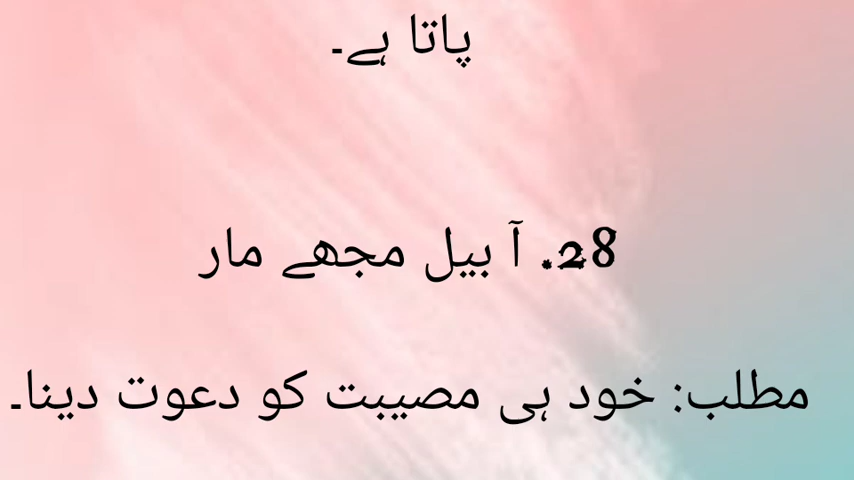 پاتا ہے۔
28. آ بیل مجھے مار
مطلب: خود ہی مصیبت کو دعوت دینا۔